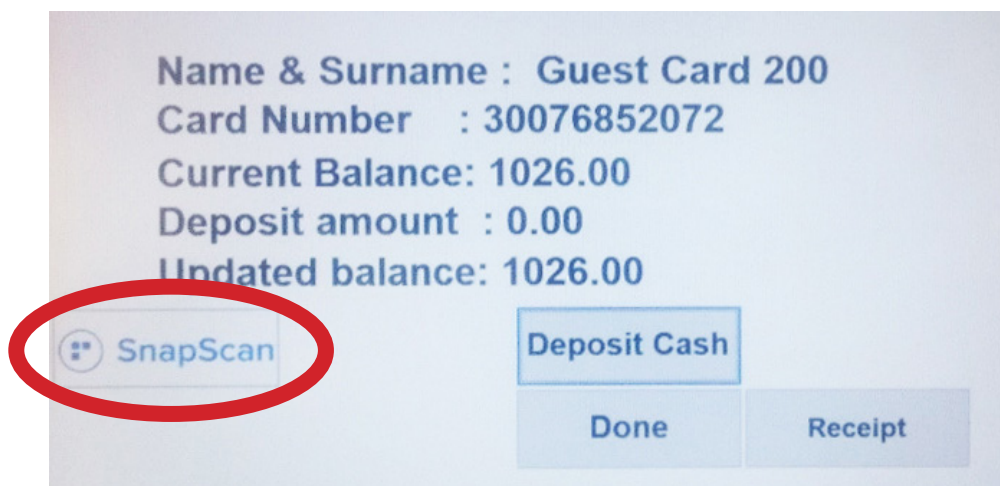 Name & Surname : Guest Card 200
Card Number : 30076852072
Current Balance: 1026.00
Deposit amount : 0.00
Updated balance: 1026.00
SnapScan
Deposit Cash
Done
Receipt